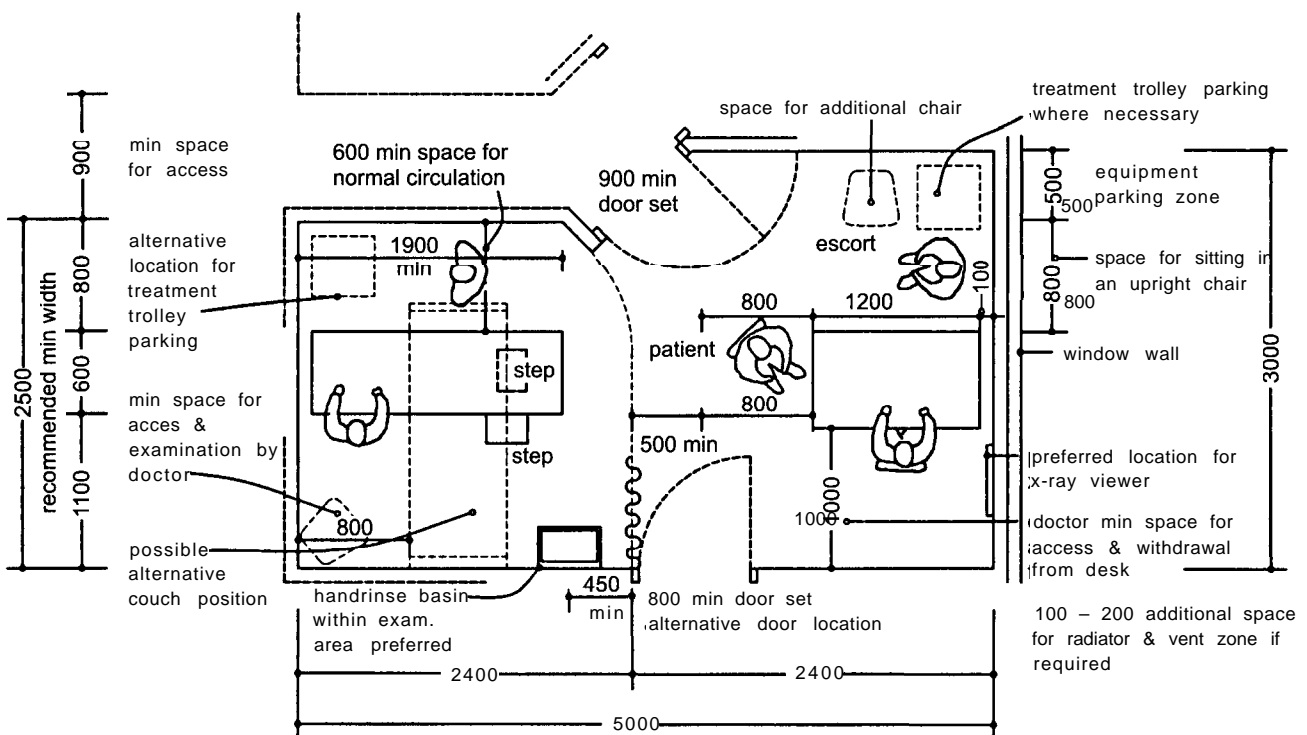 900
min space
for access
600 min space for
normal circulation
900 min
door set
space for additional chair
treatment trolley parking
where necessary
500
500
equipment
parking zone
2500
recommended min width
800
alternative
location for
treatment
trolley
parking
1900
min
escort
100
800
800
space for sitting in
an upright chair
3000
800
1200
patient
window wall
600
step
step
800
500 min
min space for
acces &
examination by
doctor
1100
800
preferred location for
x-ray viewer
1000
doctor min space for
access & withdrawal
from desk
possible
alternative
couch position
handrinse basin
within exam.
area preferred
450
min
800 min door set
alternative door location
100 – 200 additional space
for radiator & vent zone if
required
2400
2400
5000